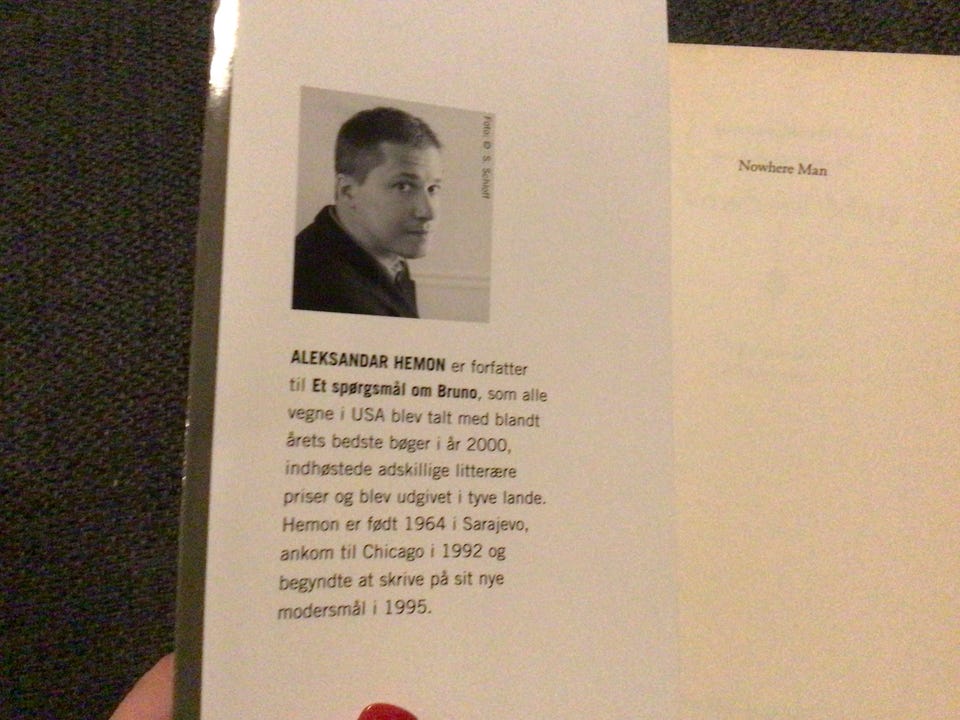 Foto: © S. Schloff
ALEKSANDAR HEMON er forfatter
til Et spørgsmål om Bruno, som alle
vegne i USA blev talt med blandt
årets bedste bøger i år 2000,
indhøstede adskillige litterære
priser og blev udgivet i tyve lande.
Hemon er født 1964 i Sarajevo,
ankom til Chicago i 1992 og
begyndte at skrive på sit nye
modersmål i 1995.
Nowhere Man